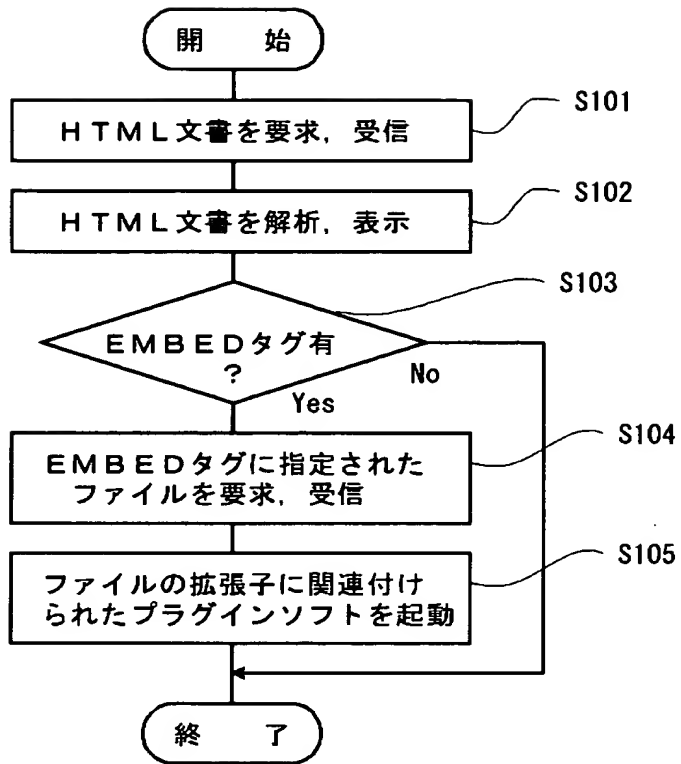 開 始
HTML文書を要求，受信
S101
HTML文書を解析，表示
S102
S103
EMBEDタグ有
?
No
Yes
EMBEDタグに指定された
ファイルを要求，受信
S104
ファイルの拡張子に関連付け
られたプラグインソフトを起動
S105
終 了